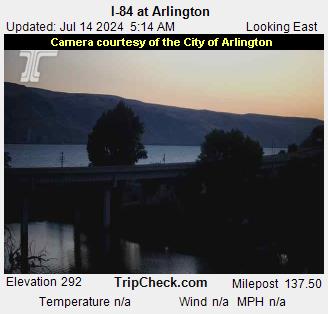 I-84 at Arlington
Updated: Jul 14 2024 5:14 AM Looking East
Camera courtesy of the City of Arlington
Elevation 292 TripCheck.com Milepost 137.50
Temperature n/a Wind n/a MPH n/a